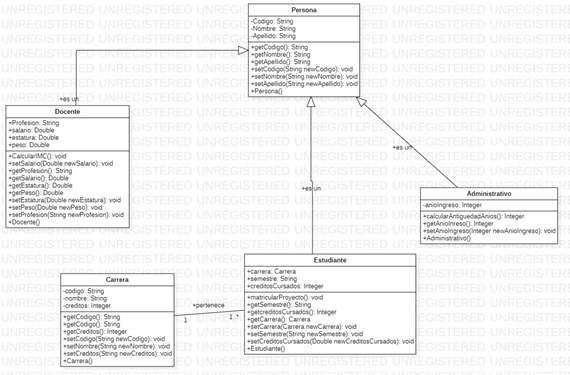 UNREGISTERED UNREGISTERED UNREGISTERED UNREGISTERED UNREGISTERED
Persona
-Codigo: String
-Nombre: String
-Apellido: String
+getCodigo(): String
+getNombre(): String
+getApellido(): String
+setCodigo(String newCodigo): void
+setNombre(String newNombre): void
+setApellido(String newApellido): void
+Persona()
+es un
Docente
+Profesion: String
+salario: Double
+estatura: Double
+peso: Double
+CalcularIMC(): void
+setSalario(Double newSalario): void
+getProfesion(): String
+getSalario(): Double
+getEstatura(): Double
+getPeso(): Double
+setEstatura(Double newEstatura): void
+setPeso(Double newPeso): void
+setProfesion(String newProfesion): void
+Docente()
+es un
+es un
Administrativo
-anioIngreso: Integer
+calcularAntiguedadAnios(): Integer
+getAnioInreso(): Integer
+setAnioIngreso(Integer newAnioIngreso): void
+Administrativo()
Estudiante
+carrera: Carrera
+semestre: String
+creditosCursados: Integer
+matricularProyecto(): void
+getSemestre(): String
+getcreditosCursados(): Integer
+getCarrera(): Carrera
+setCarrera(Carrera newCarrera): void
+setSemestre(String newSemestre): void
+setCreditosCursados(Double newCreditosCursados): void
+Estudiante()
+pertenece
1
1..*
Carrera
-codigo: String
-nombre: String
-creditos: Integer
+getCodigo(): String
+getCodigo(): String
+getCreditos(): Integer
+setCodigo(String newCodigo): void
+setNombre(String newNombre): void
+setCreditos(String newCreditos): void
+Carrera()